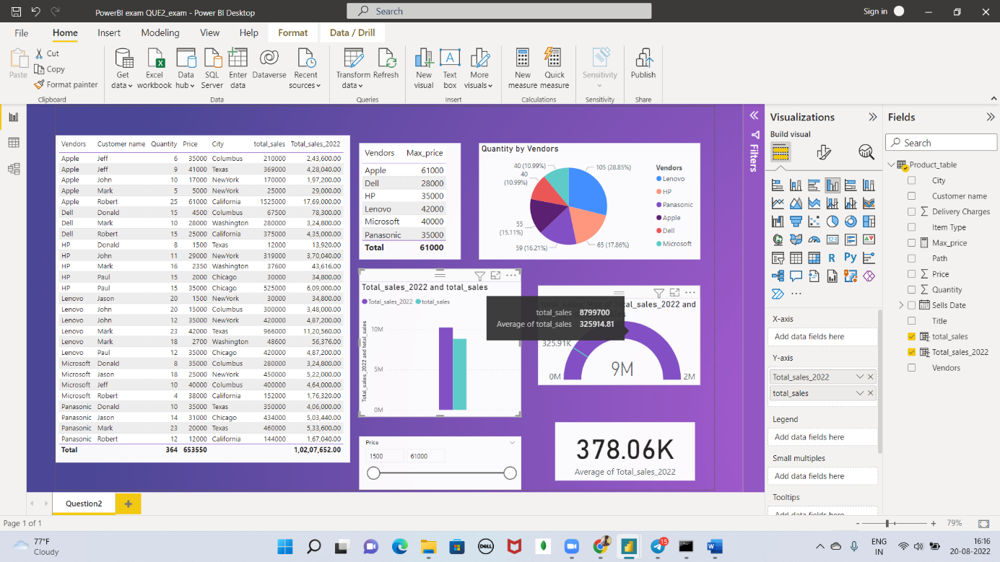 PowerBI exam QUE2_exam - Power BI Desktop
Search
Sign in
File Home Insert Modeling View Help Format Data / Drill
Paste
Cut
Copy
Format painter
Clipboard
Get data
Excel workbook
Data hub
SQL Server
Enter data
Dataverse
Recent sources
Data
Transform data
Refresh
Queries
New visual
Text box
More visuals
Insert
New measure
Quick measure
Calculations
Sensitivity
Sensitivity
Publish
Share
Vendors Customer name Quantity Price City total_sales Total_sales_2022
Apple Jeff 6 35000 Columbus 210000 2,43,600.00
Apple Jeff 9 41000 Texas 369000 4,28,040.00
Apple John 10 17000 NewYork 170000 1,97,200.00
Apple Mark 5 5000 NewYork 25000 29,000.00
Apple Robert 25 61000 California 1525000 17,69,000.00
Dell Donald 15 4500 Columbus 67500 78,300.00
Dell Mark 10 28000 Washington 280000 3,24,800.00
Dell Robert 15 25000 California 375000 4,35,000.00
HP Donald 8 1500 Texas 12000 13,920.00
HP John 11 29000 NewYork 319000 3,70,040.00
HP Mark 16 2350 Washington 37600 43,616.00
HP Paul 15 2000 Chicago 30000 34,800.00
HP Paul 15 35000 Chicago 525000 6,09,000.00
Lenovo Jason 20 1500 NewYork 30000 34,800.00
Lenovo John 20 15000 Columbus 300000 3,48,000.00
Lenovo John 12 35000 NewYork 420000 4,87,200.00
Lenovo Mark 23 42000 Texas 966000 11,20,560.00
Lenovo Mark 18 2700 Washington 48600 56,376.00
Lenovo Paul 12 35000 Chicago 420000 4,87,200.00
Microsoft Donald 8 35000 Columbus 280000 3,24,800.00
Microsoft Jason 18 25000 NewYork 450000 5,22,000.00
Microsoft Jeff 10 40000 Columbus 400000 4,64,000.00
Microsoft Robert 4 38000 California 152000 1,76,320.00
Panasonic Donald 10 35000 Texas 350000 4,06,000.00
Panasonic Jason 14 31000 Chicago 434000 5,03,440.00
Panasonic Mark 23 20000 Texas 460000 5,33,600.00
Panasonic Robert 12 12000 California 144000 1,67,040.00
Total 364 653550 1,02,07,652.00
Vendors Max_price
Apple 61000
Dell 28000
HP 35000
Lenovo 42000
Microsoft 40000
Panasonic 35000
Total 61000
Quantity by Vendors
40 (10.99%)
40
(10.99%)
55
(15.11%)
59 (16.21%)
65 (17.86%)
105 (28.85%)
Vendors
Lenovo
HP
Panasonic
Apple
Dell
Microsoft
Total_sales_2022 and total_sales
Total_sales_2022 total_sales
Total_sales_2022 and total_sales
10M
5M
0M
total_sales 8799700
Average of total_sales 325914.81
_sales_2022 and
325.91K
0M
9M
2M
Price
1500 61000
378.06K
Average of Total_sales_2022
Filters
Visualizations
Build visual
R
Py
123
X-axis
Add data fields here
Y-axis
Total_sales_2022
total_sales
Legend
Add data fields here
Small multiples
Add data fields here
Tooltips
Add data fields here
Fields
Search
Product_table
City
Customer name
Delivery Charges
Item Type
Max_price
Path
Price
Quantity
Sells Date
Title
total_sales
Total_sales_2022
Vendors
Question2
Page 1 of 1
- + 79%
77°F
Cloudy
DELL
15
ENG
IN
16:16
20-08-2022